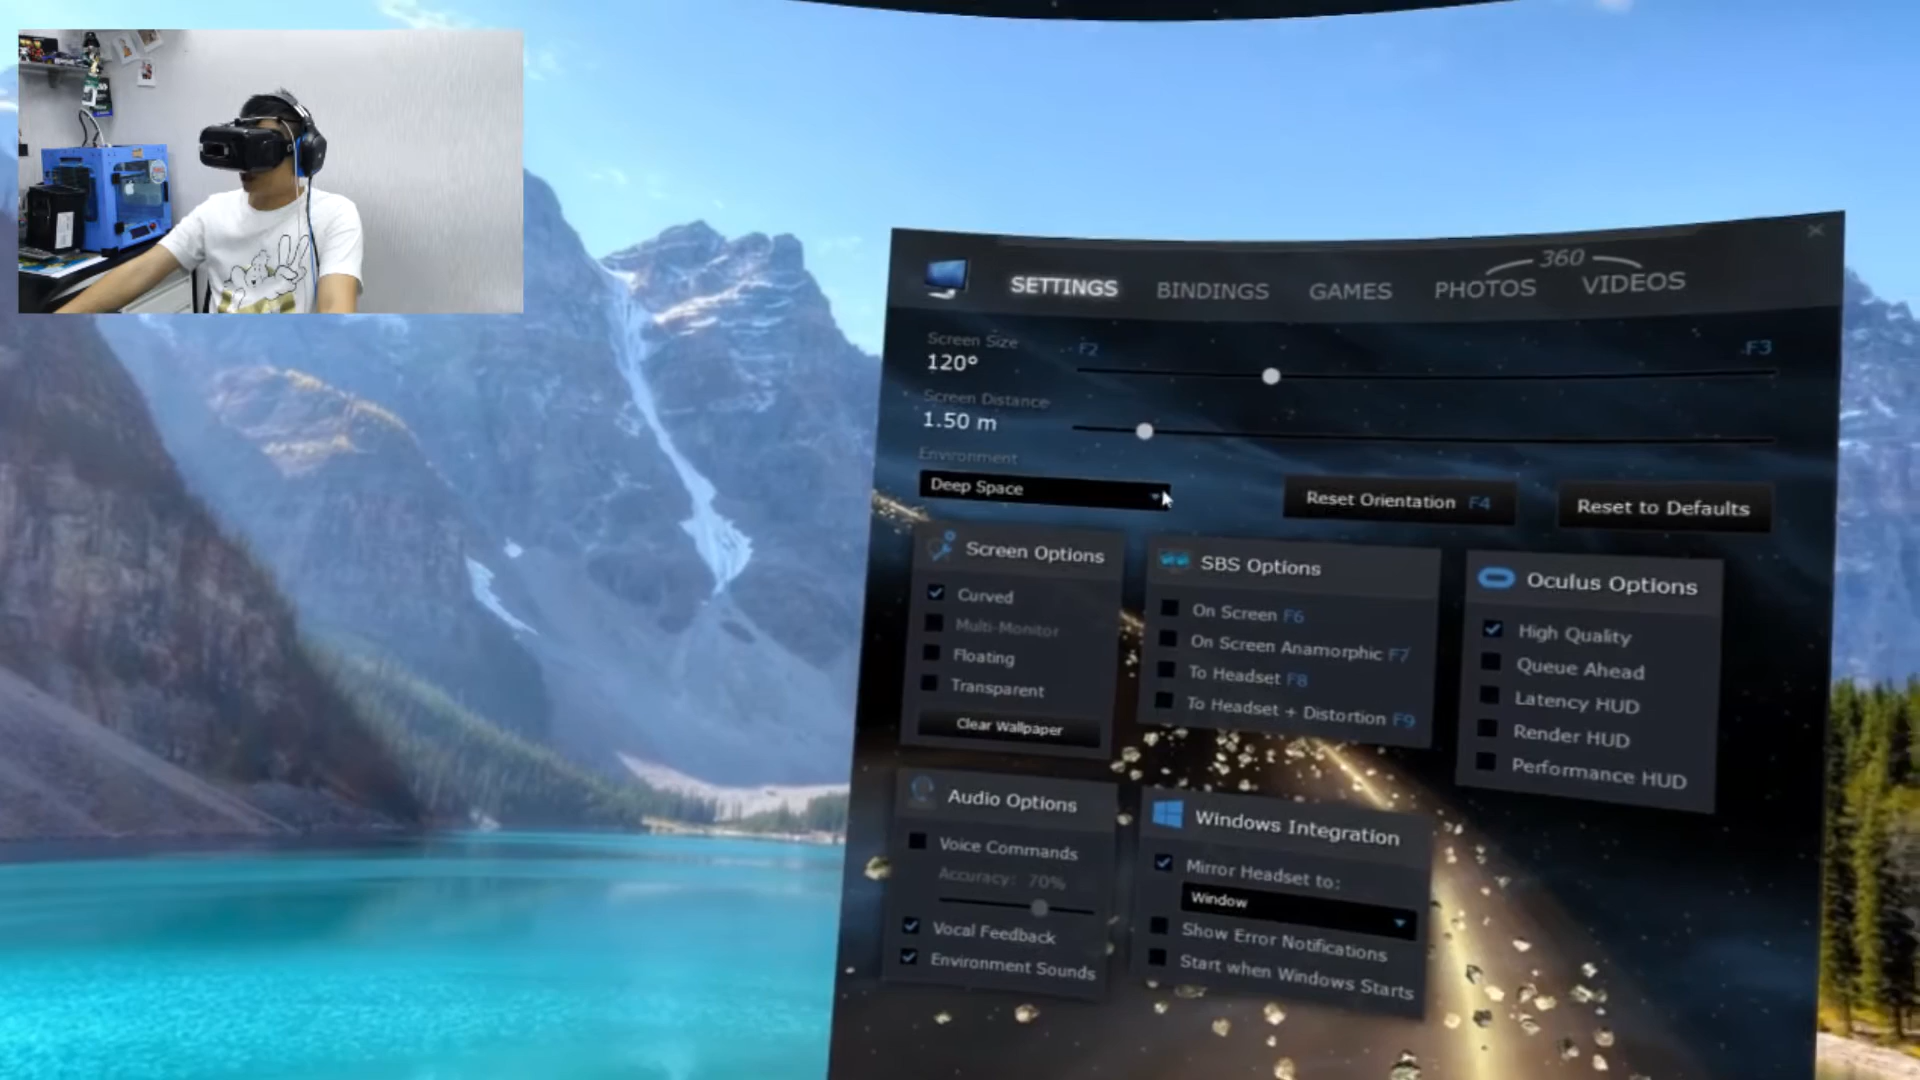 360
SETTINGS BINDINGS GAMES PHOTOS VIDEOS
Screen Size
120°
F2
F3
Screen Distance
1.50 m
Environment
Deep Space
Reset Orientation F4
Reset to Defaults
Screen Options
Curved
Multi-Monitor
Floating
Transparent
Clear Wallpaper
SBS Options
On Screen F6
On Screen Anamorphic F7
To Headset F8
To Headset + Distortion F9
Oculus Options
High Quality
Queue Ahead
Latency HUD
Render HUD
Performance HUD
Audio Options
Voice Commands
Accuracy: 70%
Vocal Feedback
Environment Sounds
Windows Integration
Mirror Headset to:
Window
Show Error Notifications
Start when Windows Starts